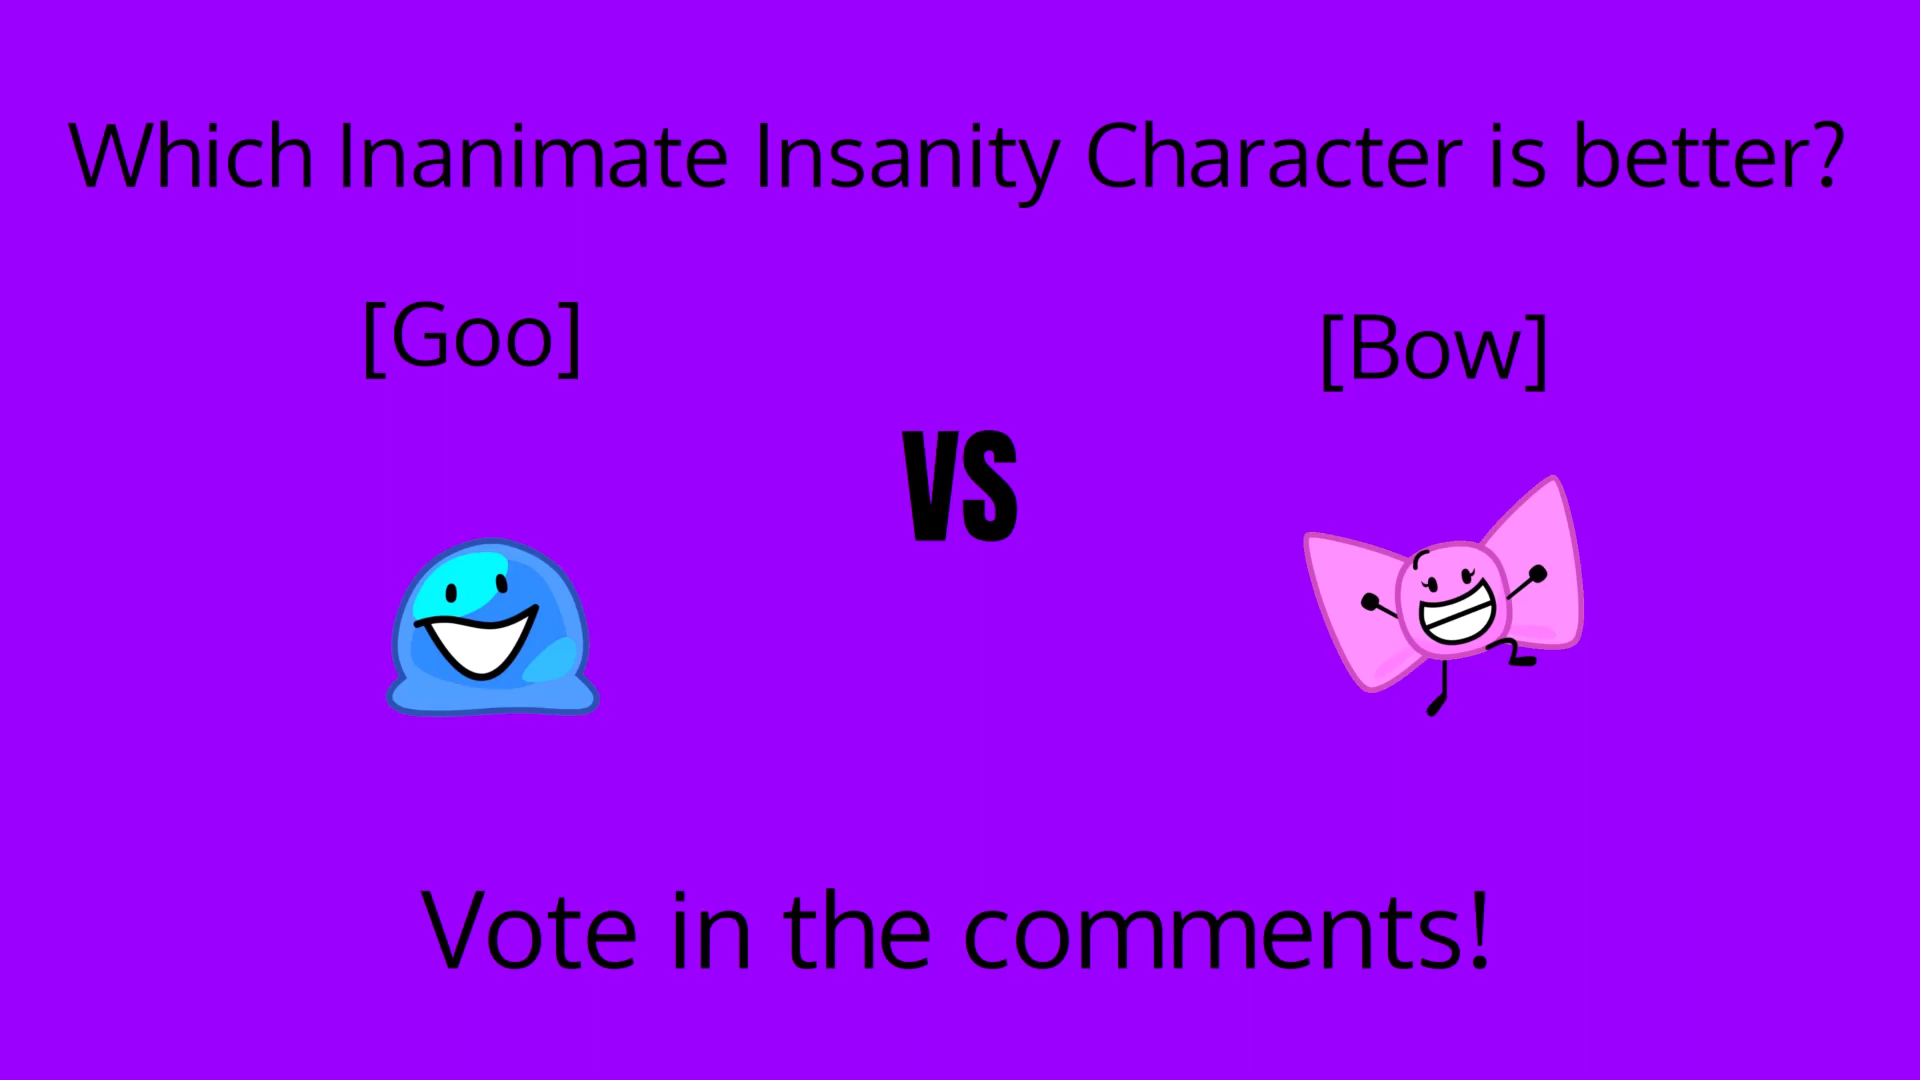 Which Inanimate Insanity Character is better?
[Goo]
[Bow]
VS
Vote in the comments!